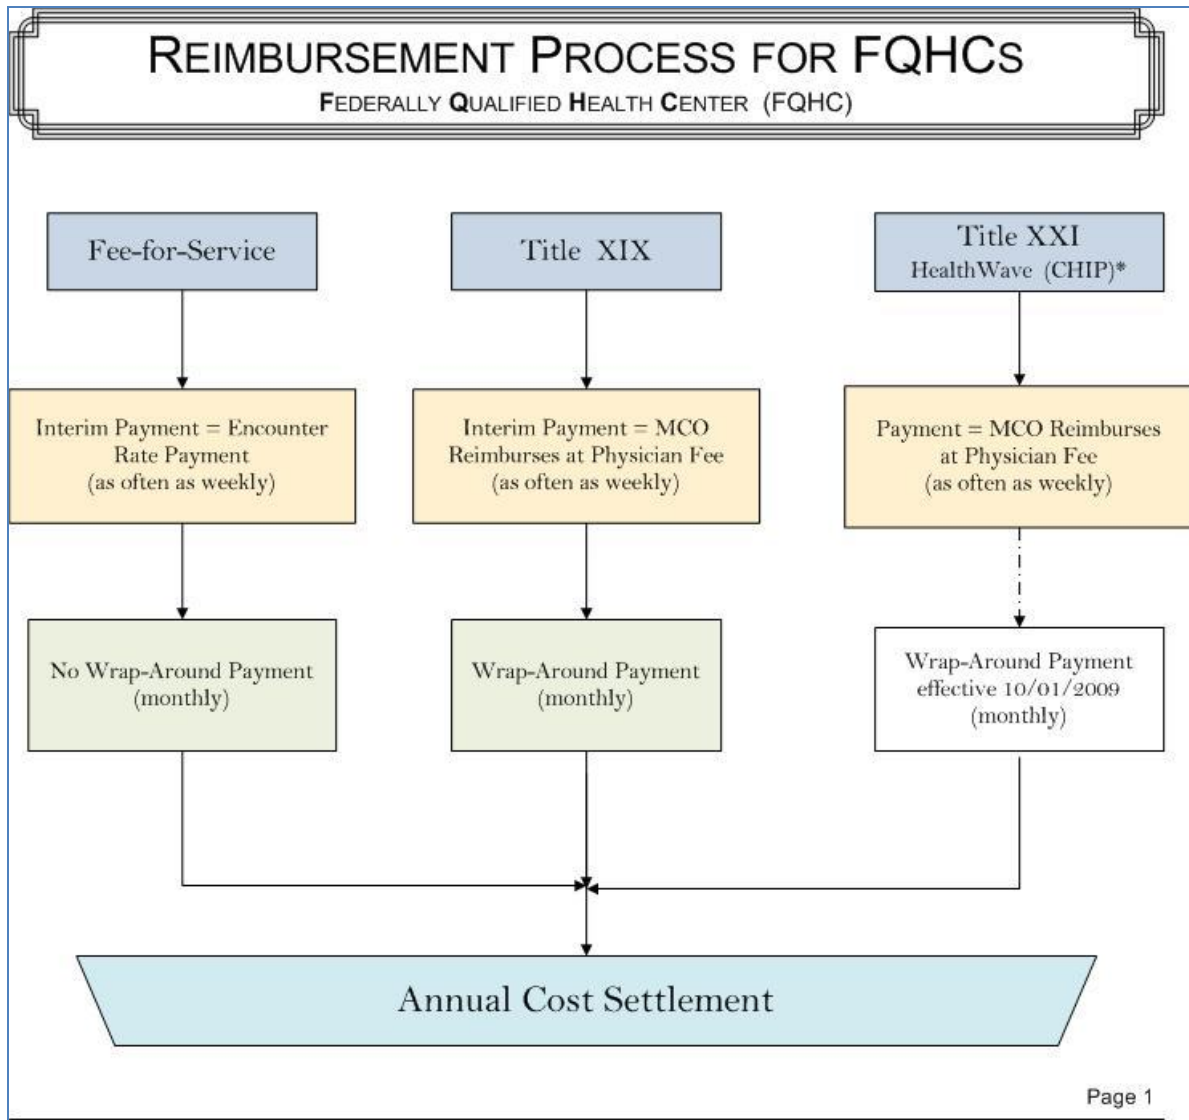 REIMBURSEMENT PROCESS FOR FQHCS
FEDERALLY QUALIFIED HEALTH CENTER (FQHC)
Fee-for-Service
Interim Payment = Encounter
Rate Payment
(as often as weekly)
No Wrap-Around Payment
(monthly)
Title XIX
Interim Payment = MCO
Reimburses at Physician Fee
(as often as weekly)
Wrap-Around Payment
(monthly)
Title XXI
HealthWave (CHIP)*
Payment = MCO Reimburses
at Physician Fee
(as often as weekly)
Wrap-Around Payment
effective 10/01/2009
(monthly)
Annual Cost Settlement
Page 1